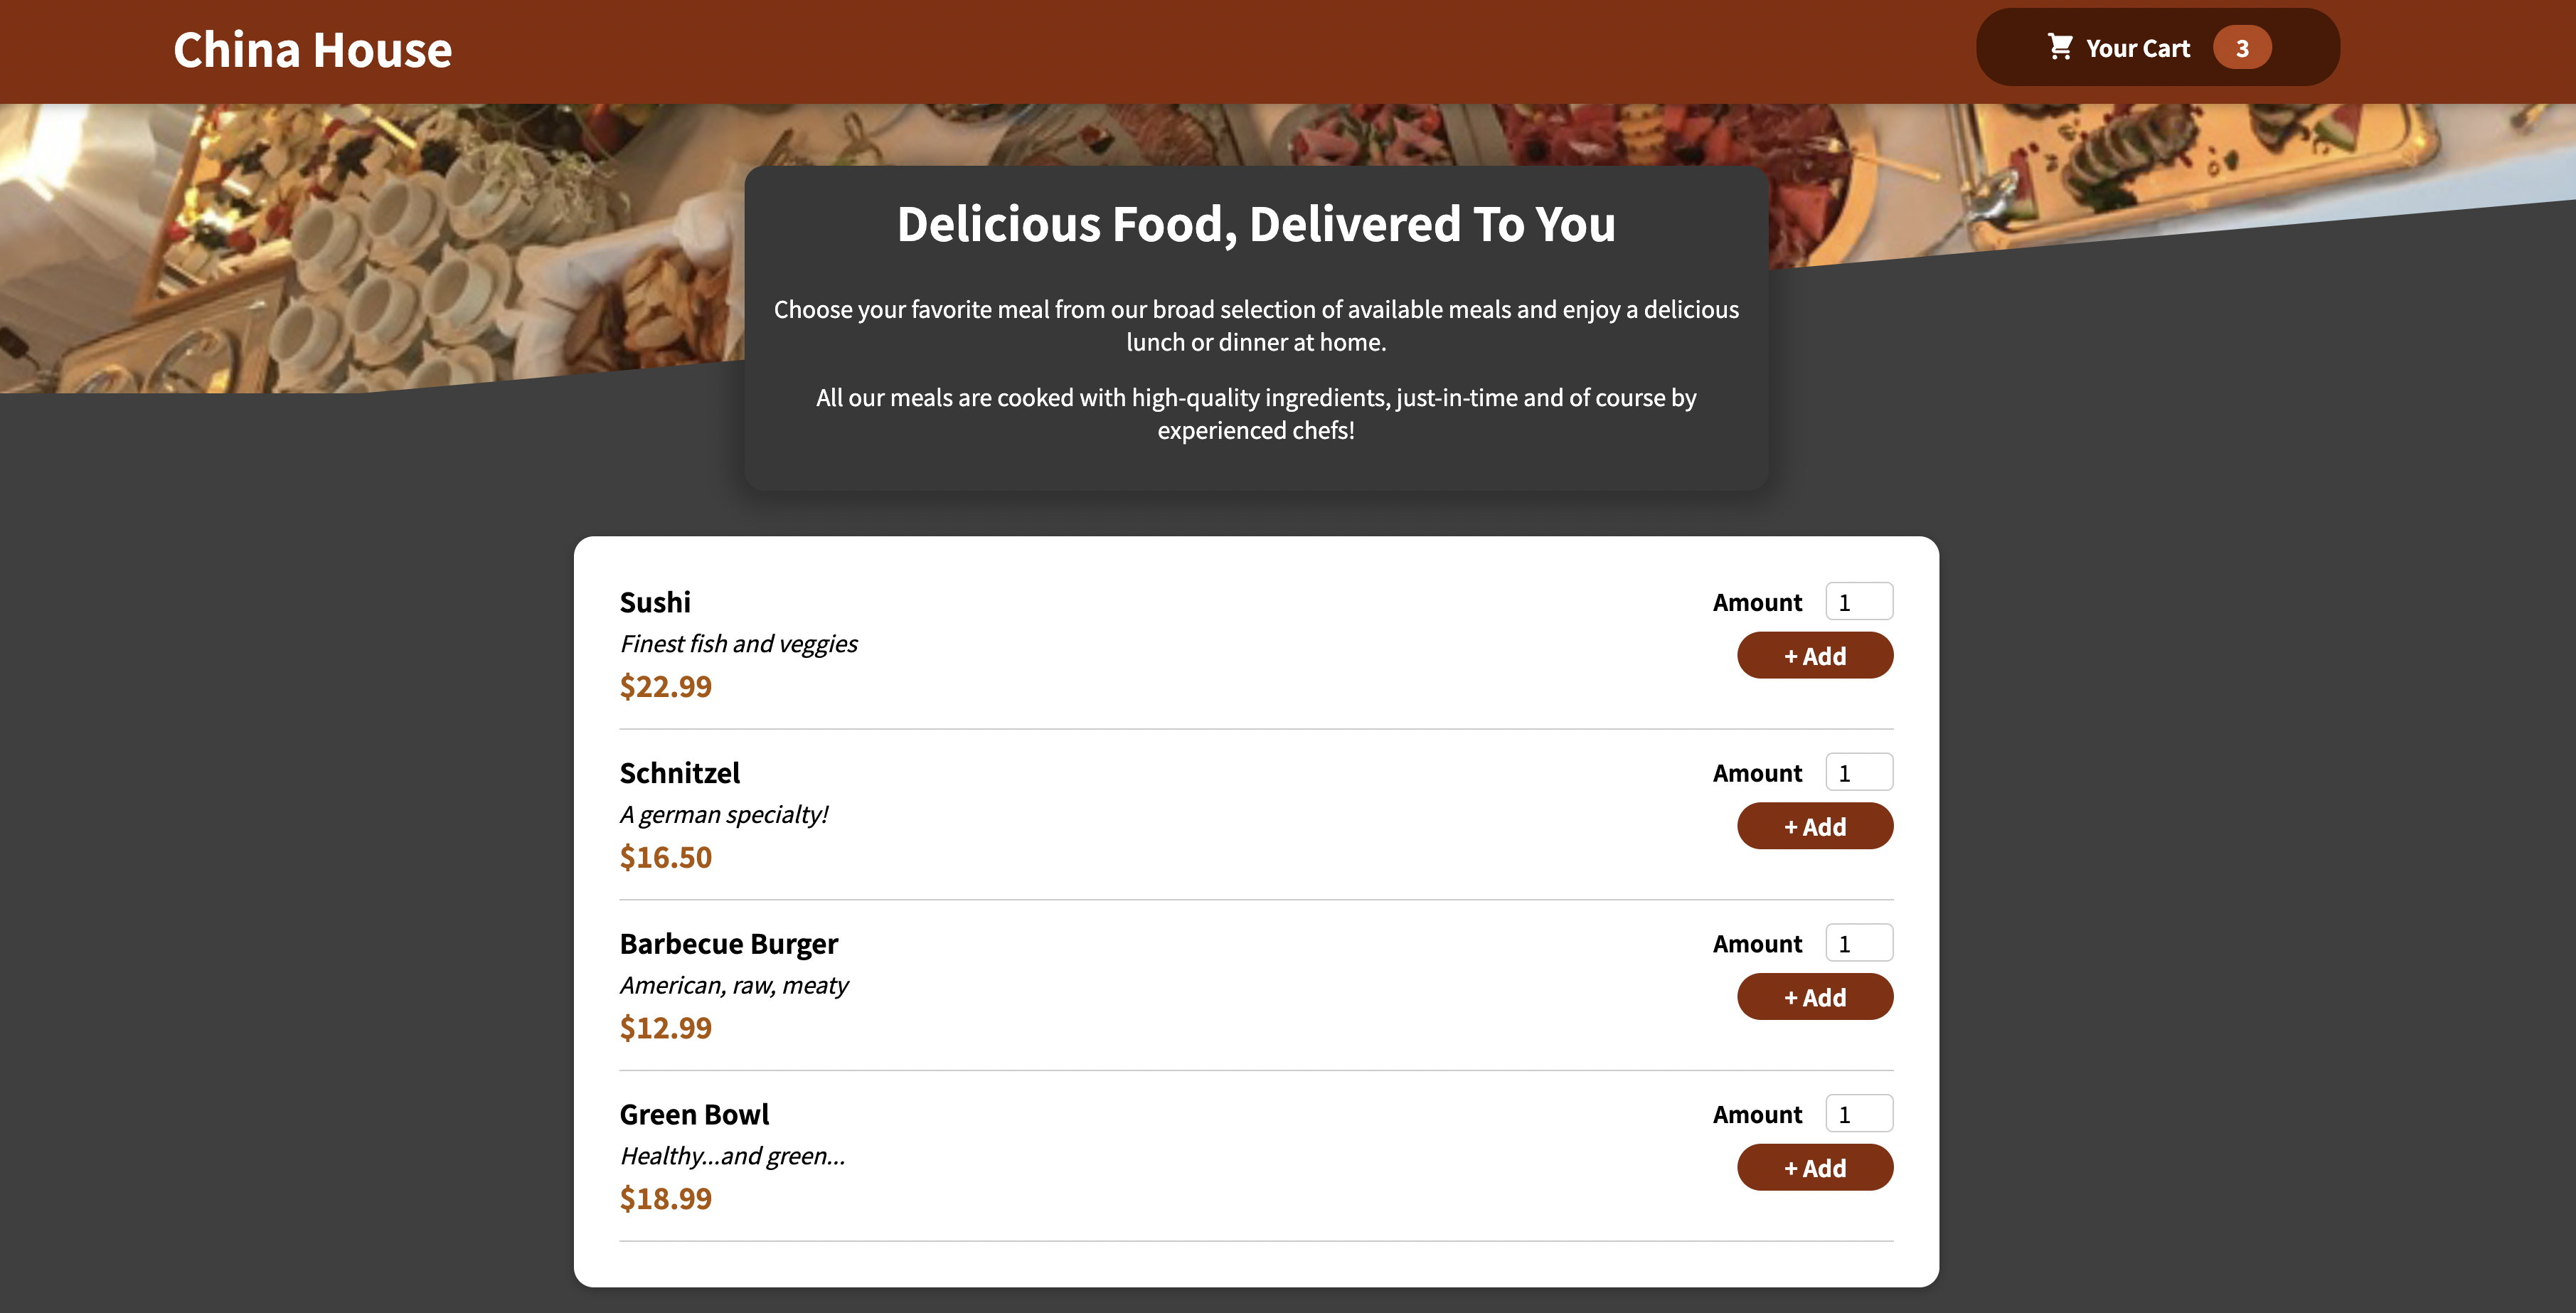 China House
Your Cart 3
Delicious Food, Delivered To You
Choose your favorite meal from our broad selection of available meals and enjoy a delicious
lunch or dinner at home.
All our meals are cooked with high-quality ingredients, just-in-time and of course by
experienced chefs!
Sushi
Finest fish and veggies
$22.99
Amount 1
+ Add
Schnitzel
A german specialty!
$16.50
Amount 1
+ Add
Barbecue Burger
American, raw, meaty
$12.99
Amount 1
+ Add
Green Bowl
Healthy...and green...
$18.99
Amount 1
+ Add